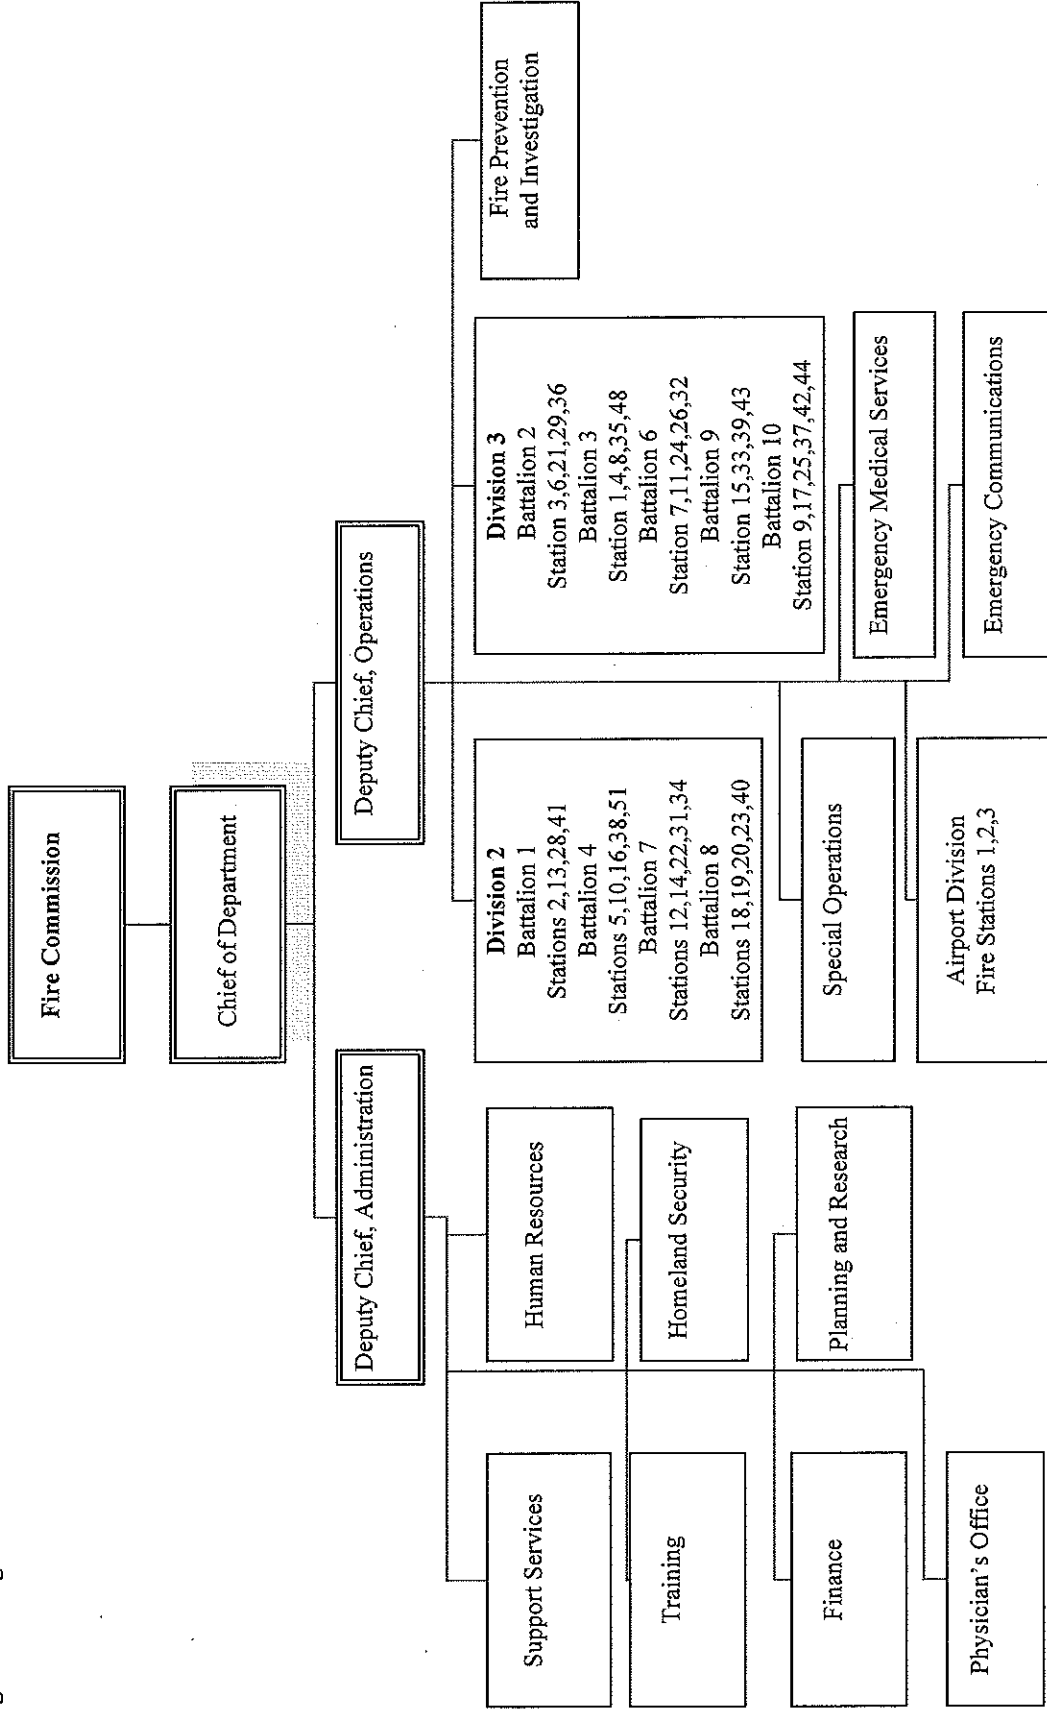 Fire Commission
Chief of Department
Deputy Chief, Administration
Deputy Chief, Operations
Support Services
Human Resources
Training
Homeland Security
Finance
Planning and Research
Physician's Office
Division 2
Battalion 1
Stations 2,13,28,41
Battalion 4
Stations 5,10,16,38,51
Battalion 7
Stations 12,14,22,31,34
Battalion 8
Stations 18,19,20,23,40
Division 3
Battalion 2
Station 3,6,21,29,36
Battalion 3
Station 1,4,8,35,48
Battalion 6
Station 7,11,24,26,32
Battalion 9
Station 15,33,39,43
Battalion 10
Station 9,17,25,37,42,44
Fire Prevention
and Investigation
Special Operations
Emergency Medical Services
Airport Division
Fire Stations 1,2,3
Emergency Communications